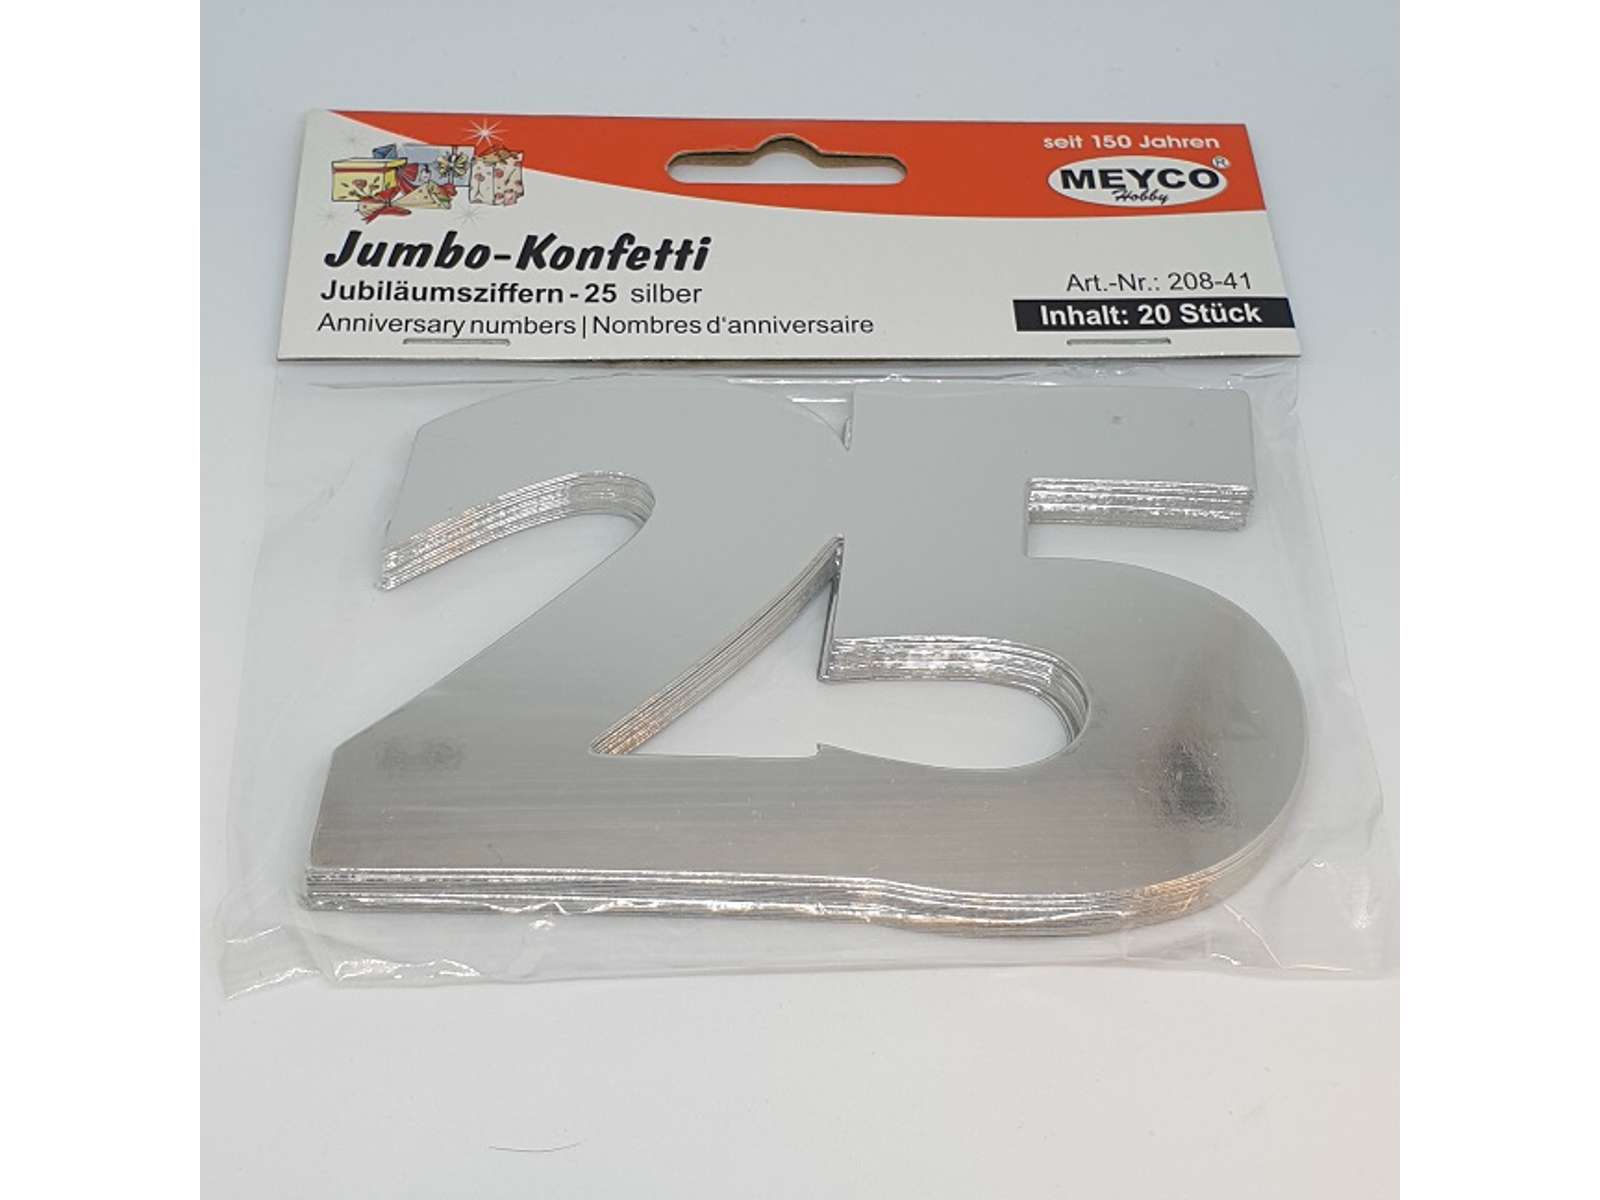 seit 150 Jahren
MEYCO ®
Hobby
Jumbo-Konfetti
Jubiläumsziffern - 25 silber
Anniversary numbers | Nombres d'anniversaire
Art.-Nr.: 208-41
Inhalt: 20 Stück
25